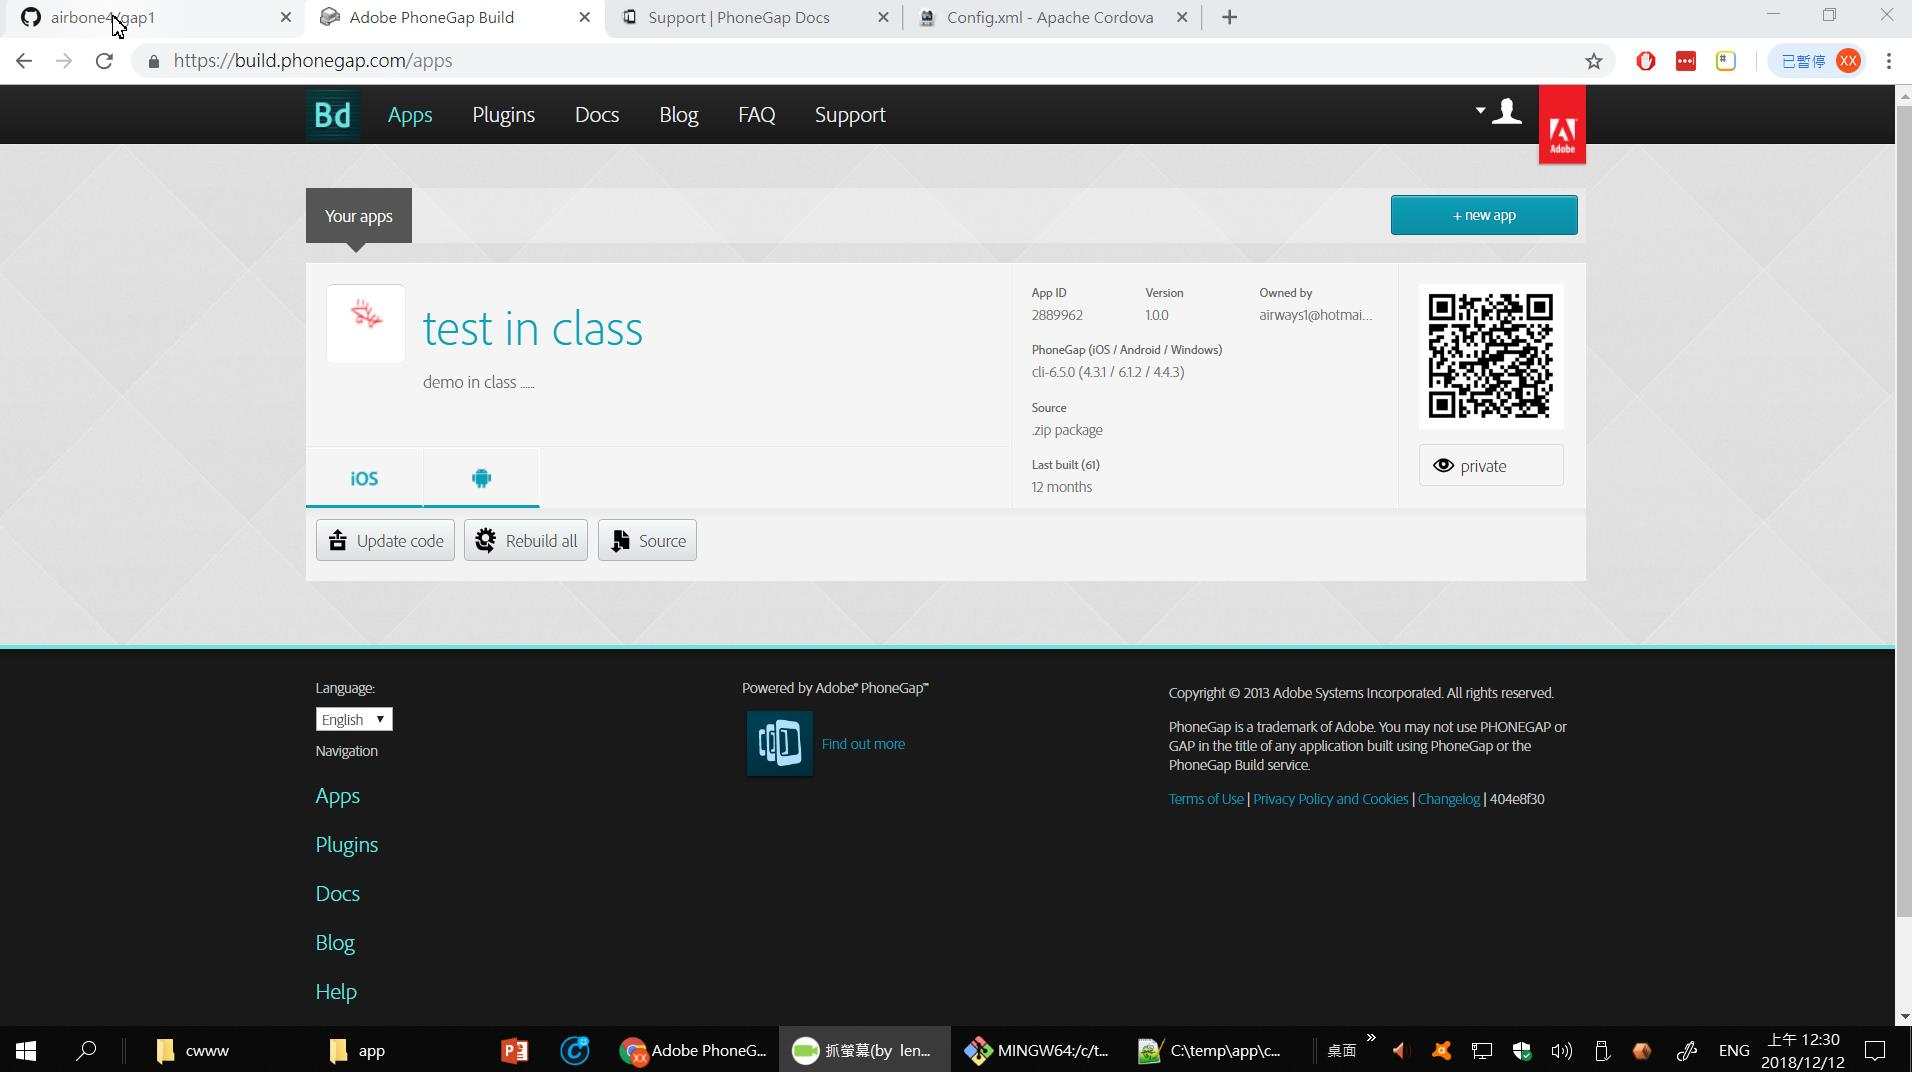 airbone4/gap1
Adobe PhoneGap Build
Support | PhoneGap Docs
Config.xml - Apache Cordova
https://build.phonegap.com/apps
已暫停
XX
Bd
Apps
Plugins
Docs
Blog
FAQ
Support
Adobe
Your apps
+ new app
test in class
demo in class ......
App ID
2889962
Version
1.0.0
Owned by
airways1@hotmai...
PhoneGap (iOS / Android / Windows)
cli-6.5.0 (4.3.1 / 6.1.2 / 4.4.3)
Source
.zip package
Last built (61)
12 months
private
iOS
Update code
Rebuild all
Source
Language:
English
Navigation
Apps
Plugins
Docs
Blog
Help
Powered by Adobe® PhoneGap™
Find out more
Copyright © 2013 Adobe Systems Incorporated. All rights reserved.
PhoneGap is a trademark of Adobe. You may not use PHONEGAP or
GAP in the title of any application built using PhoneGap or the
PhoneGap Build service.
Terms of Use | Privacy Policy and Cookies | Changelog | 404e8f30
cwww
app
Adobe PhoneG...
抓螢幕(by len...
MINGW64:/c/t...
C:\temp\app\c...
桌面
ENG
上午 12:30
2018/12/12